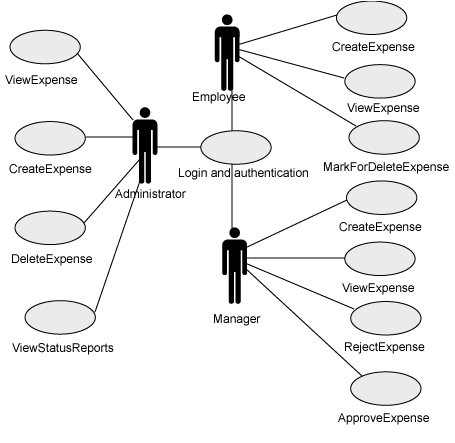 CreateExpense
ViewExpense
ViewExpense
Employee
MarkForDeleteExpense
CreateExpense
Login and authentication
Administrator
CreateExpense
DeleteExpense
ViewExpense
Manager
ViewStatusReports
RejectExpense
ApproveExpense